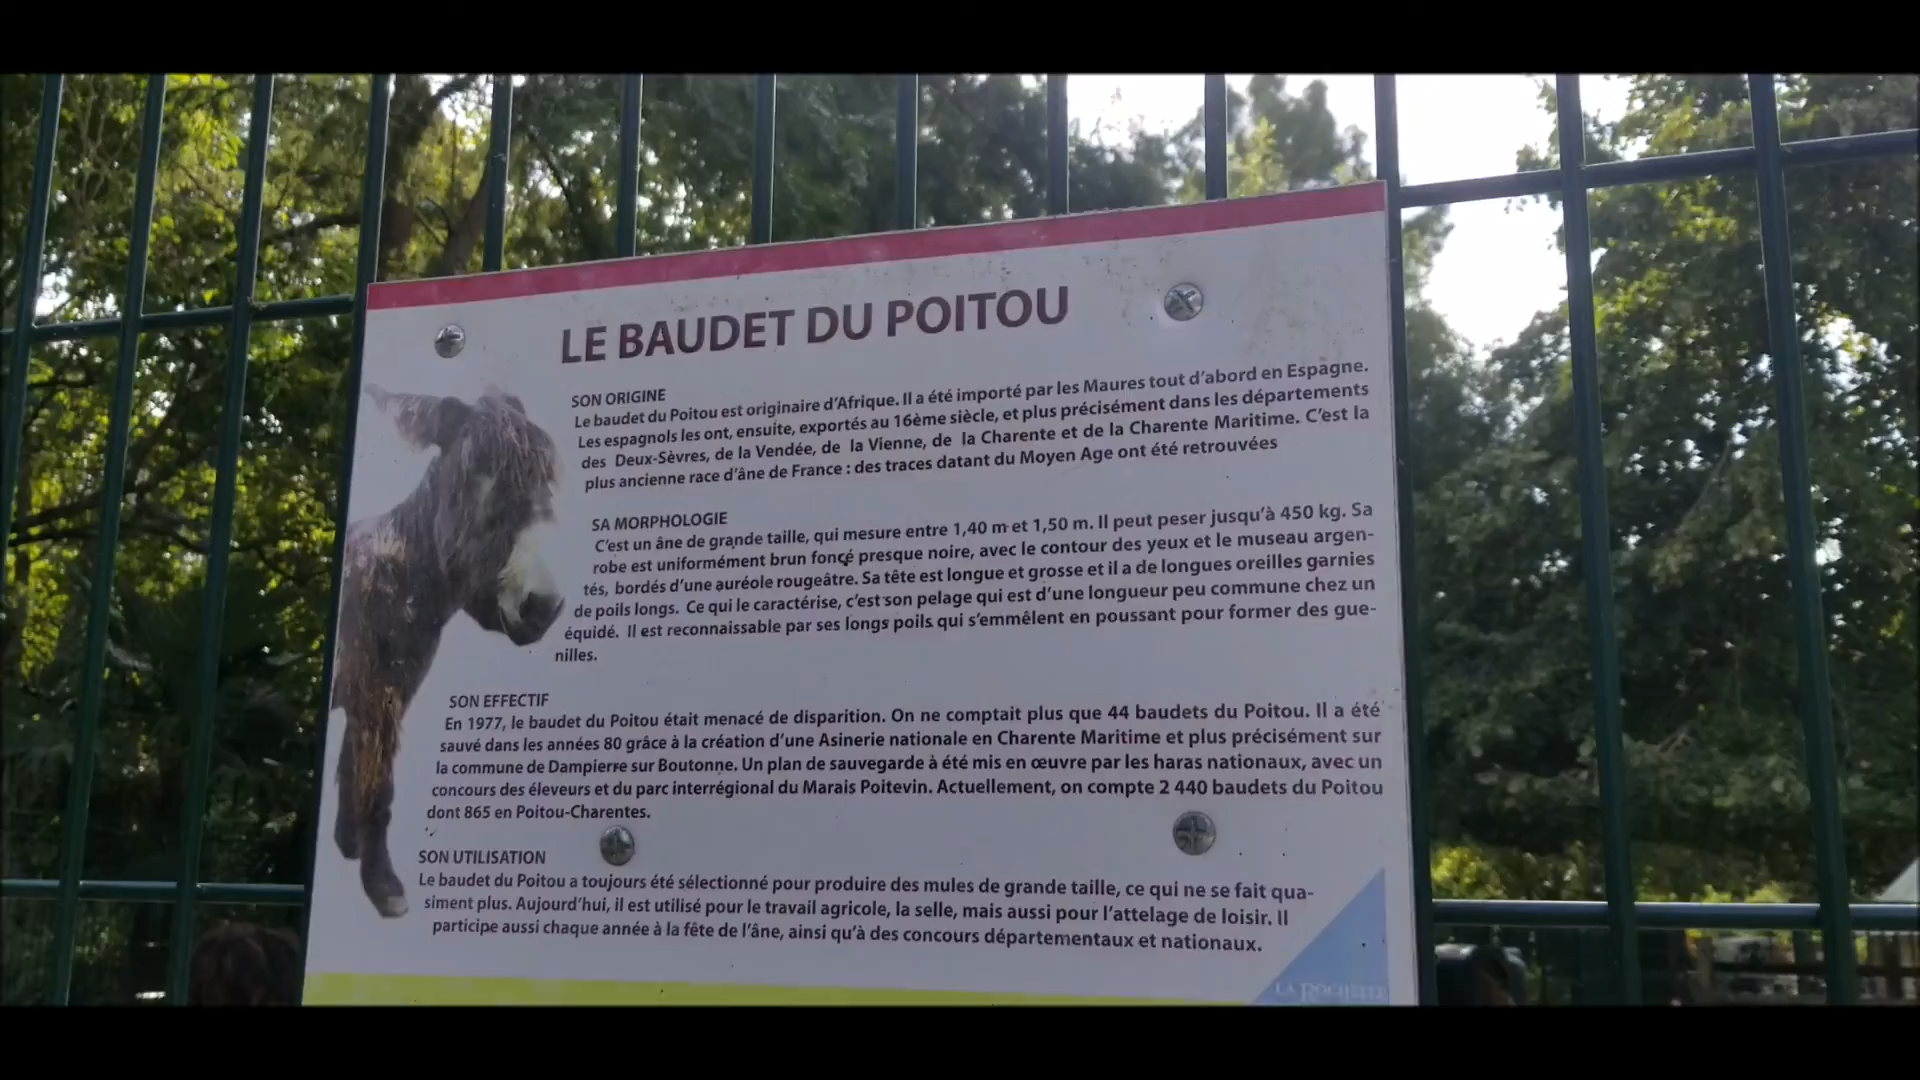 LE BAUDET DU POITOU
SON ORIGINE
Le baudet du Poitou est originaire d'Afrique. Il a été importé par les Maures tout d'abord en Espagne.
Les espagnols les ont, ensuite, exportés au 16ème siècle, et plus précisément dans les départements
des Deux-Sèvres, de la Vendée, de la Vienne, de la Charente et de la Charente Maritime. C'est la
plus ancienne race d'âne de France : des traces datant du Moyen Age ont été retrouvées
SA MORPHOLOGIE
C'est un âne de grande taille, qui mesure entre 1,40 m et 1,50 m. Il peut peser jusqu'à 450 kg. Sa
robe est uniformément brun foncé presque noire, avec le contour des yeux et le museau argen-
tés, bordés d'une auréole rougeâtre. Sa tête est longue et grosse et il a de longues oreilles garnies
de poils longs. Ce qui le caractérise, c'est son pelage qui est d'une longueur peu commune chez un
équidé. Il est reconnaissable par ses longs poils qui s'emmêlent en poussant pour former des gue-
nilles.
SON EFFECTIF
En 1977, le baudet du Poitou était menacé de disparition. On ne comptait plus que 44 baudets du Poitou. Il a été
sauvé dans les années 80 grâce à la création d'une Asinerie nationale en Charente Maritime et plus précisément sur
la commune de Dampierre sur Boutonne. Un plan de sauvegarde à été mis en œuvre par les haras nationaux, avec un
concours des éleveurs et du parc interrégional du Marais Poitevin. Actuellement, on compte 2 440 baudets du Poitou
dont 865 en Poitou-Charentes.
SON UTILISATION
Le baudet du Poitou a toujours été sélectionné pour produire des mules de grande taille, ce qui ne se fait qua-
siment plus. Aujourd'hui, il est utilisé pour le travail agricole, la selle, mais aussi pour l'attelage de loisir. Il
participe aussi chaque année à la fête de l'âne, ainsi qu'à des concours départementaux et nationaux.
LA ROCHELLE